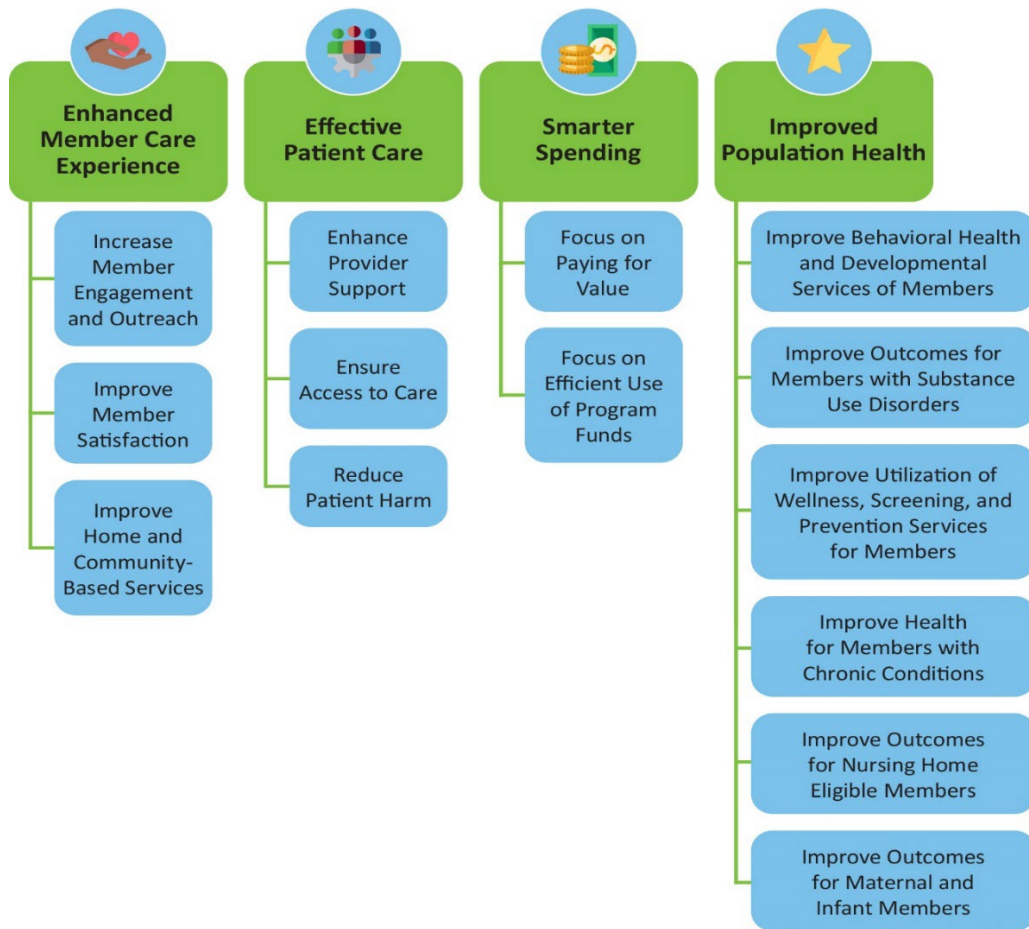 Enhanced
Member Care
Experience
Increase
Member
Engagement
and Outreach
Improve
Member
Satisfaction
Improve
Home and
Community-
Based Services
Effective
Patient Care
Enhance
Provider
Support
Ensure
Access to Care
Reduce
Patient Harm
Smarter
Spending
Focus on
Paying for
Value
Focus on
Efficient Use
of Program
Funds
Improved
Population Health
Improve Behavioral Health
and Developmental
Services of Members
Improve Outcomes for
Members with Substance
Use Disorders
Improve Utilization of
Wellness, Screening, and
Prevention Services
for Members
Improve Health
for Members with
Chronic Conditions
Improve Outcomes
for Nursing Home
Eligible Members
Improve Outcomes
for Maternal and
Infant Members